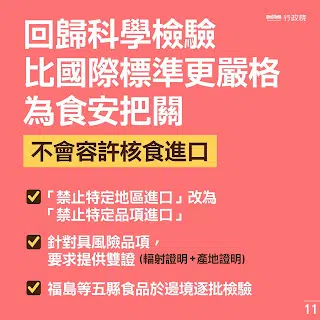 行政院
回歸科學檢驗
比國際標準更嚴格
為食安把關
不會容許核食進口
「禁止特定地區進口」改為
「禁止特定品項進口」
針對具風險品項，
要求提供雙證 (輻射證明+產地證明)
福島等五縣食品於邊境逐批檢驗
11